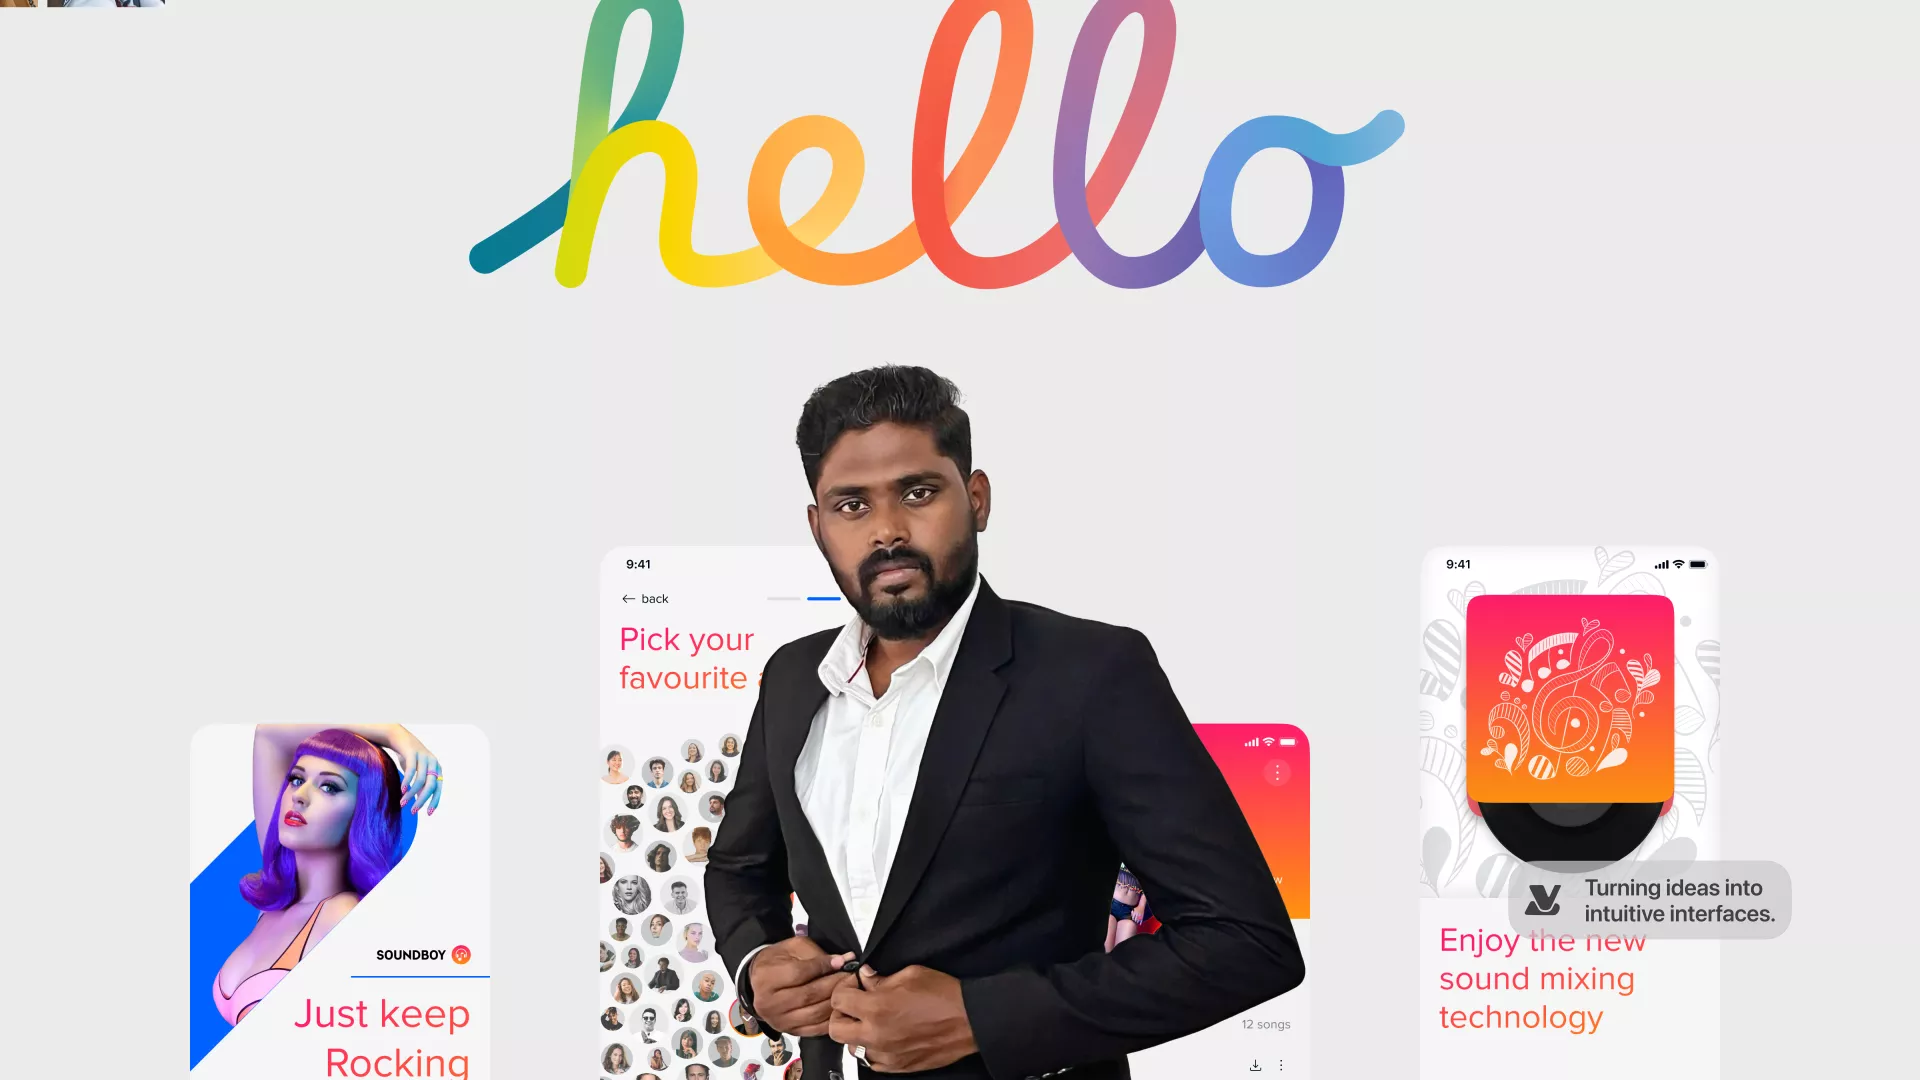 hello
9:41
back
Pick your
favourite
SOUNDBOY
Just keep
Rocking
12 songs
9:41
Turning ideas into
intuitive interfaces.
Enjoy the new
sound mixing
technology